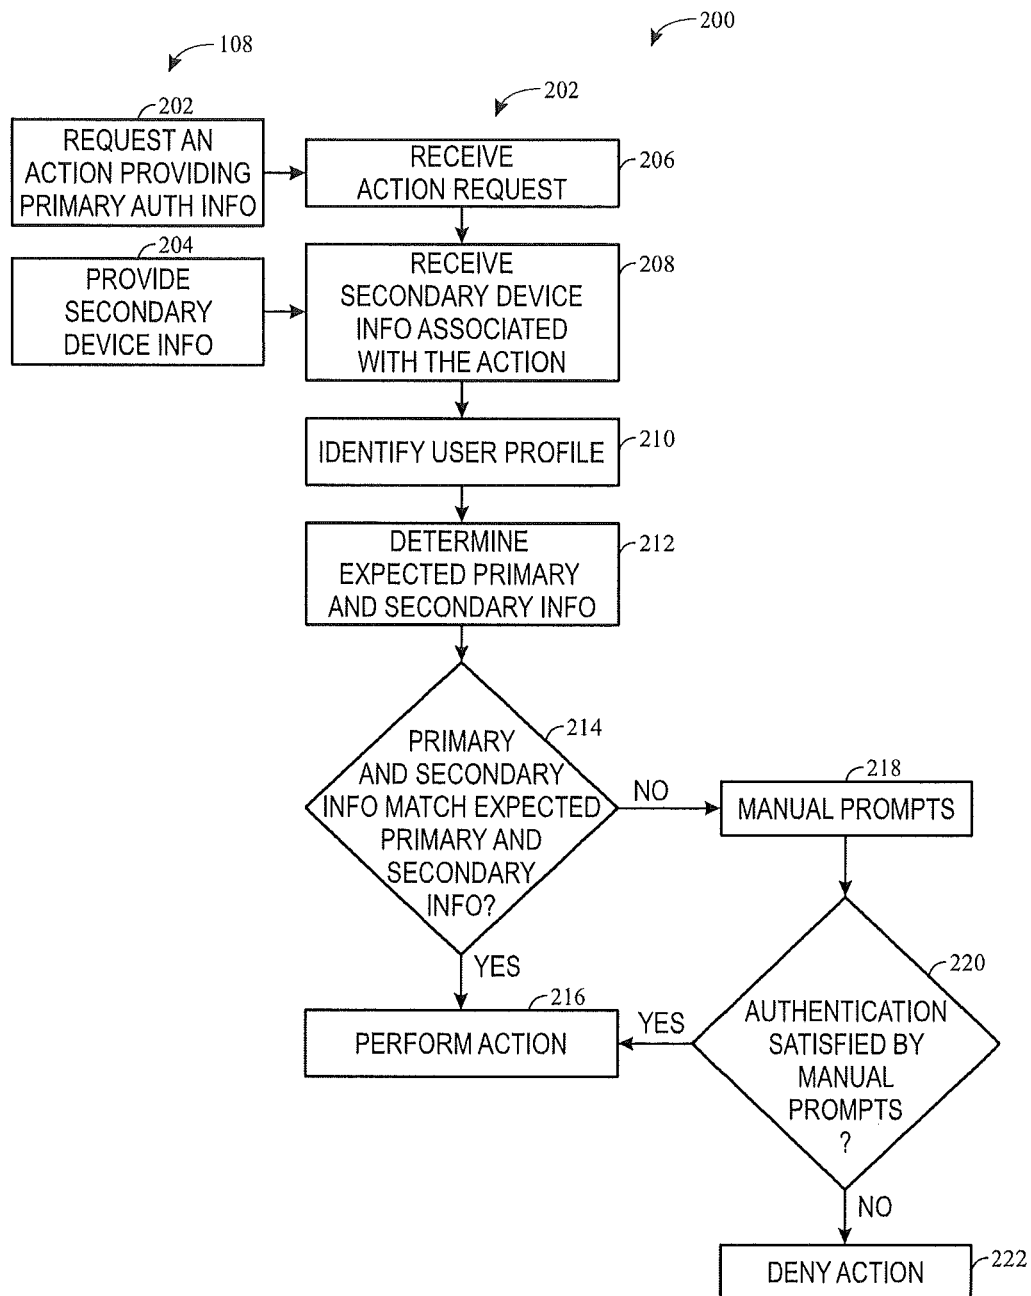 200
108
202
202
REQUEST AN
ACTION PROVIDING
PRIMARY AUTH INFO
RECEIVE
ACTION REQUEST
206
204
PROVIDE
SECONDARY
DEVICE INFO
RECEIVE
SECONDARY DEVICE
INFO ASSOCIATED
WITH THE ACTION
208
IDENTIFY USER PROFILE
210
DETERMINE
EXPECTED PRIMARY
AND SECONDARY INFO
212
214
PRIMARY
AND SECONDARY
INFO MATCH EXPECTED
PRIMARY AND
SECONDARY
INFO?
NO
218
MANUAL PROMPTS
YES
216
PERFORM ACTION
YES
220
AUTHENTICATION
SATISFIED BY
MANUAL
PROMPTS
?
NO
DENY ACTION
222